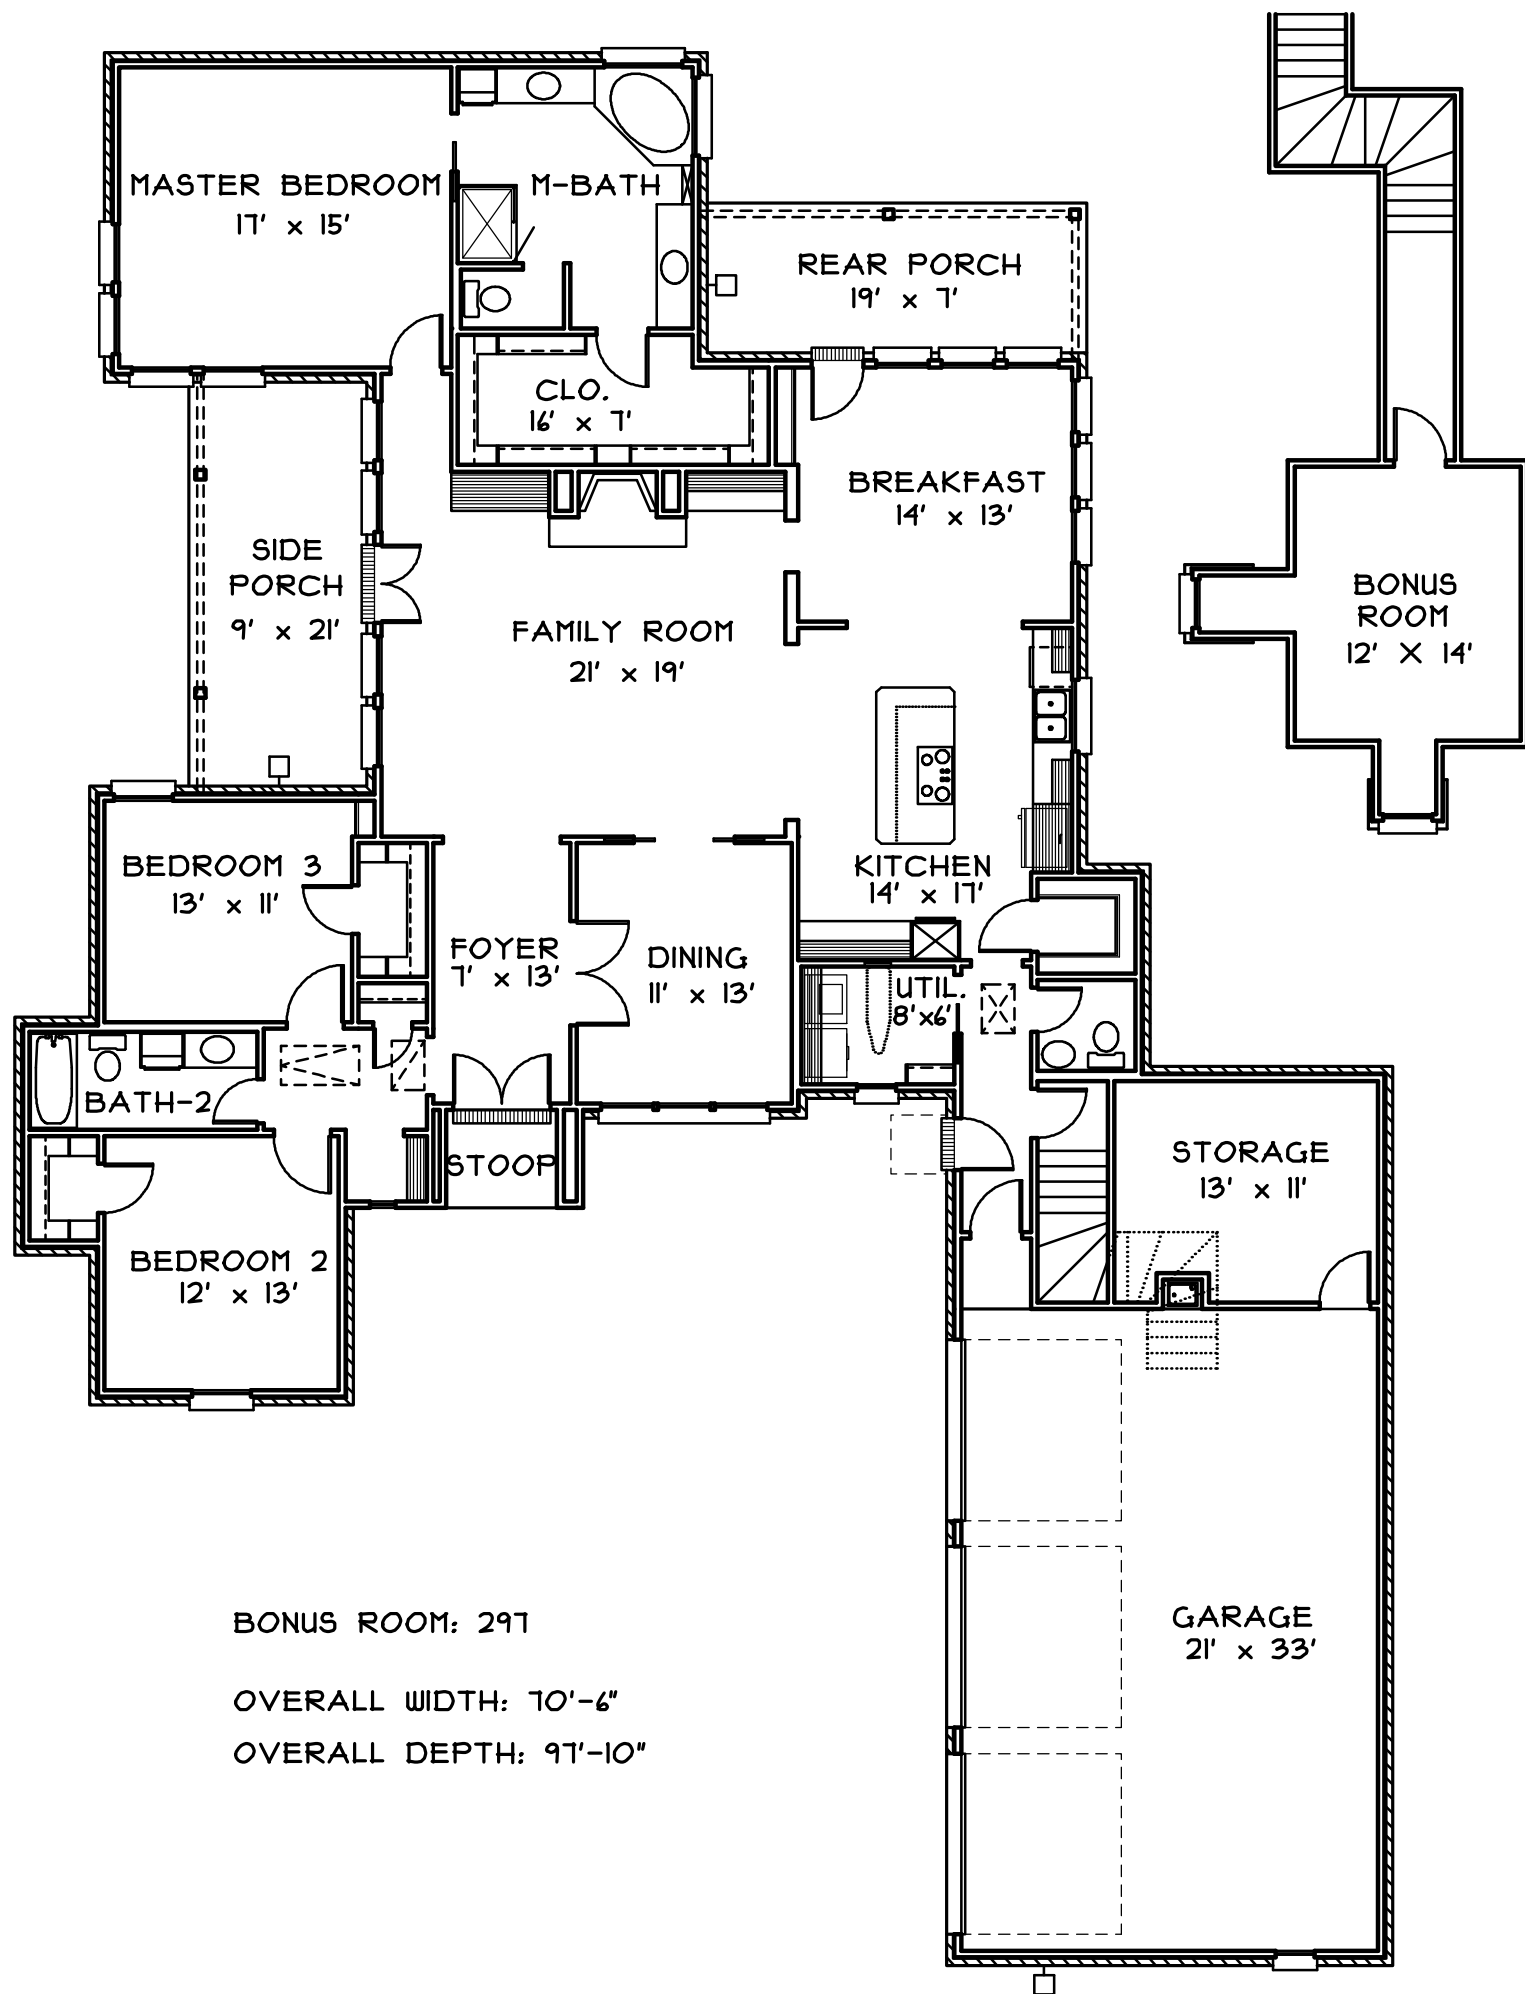 MASTER BEDROOM
17' x 15'
M-BATH
REAR PORCH
19' x 7'
CLO.
16' x 7'
BREAKFAST
14' x 13'
SIDE
PORCH
9' x 21'
FAMILY ROOM
21' x 19'
BONUS
ROOM
12' X 14'
BEDROOM 3
13' x 11'
KITCHEN
14' x 17'
FOYER
7' x 13'
DINING
11' x 13'
UTIL.
8'x6'
BATH-2
STOOP
STORAGE
13' x 11'
BEDROOM 2
12' x 13'
GARAGE
21' x 33'
BONUS ROOM: 297
OVERALL WIDTH: 70'-6"
OVERALL DEPTH: 97'-10"